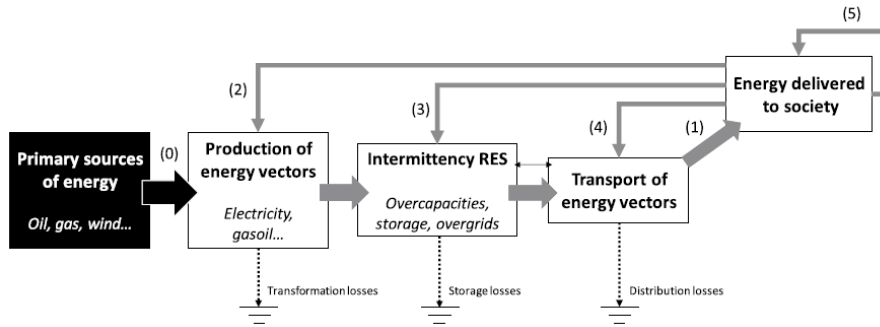 (5)
Energy delivered
to society
(2)
(3)
(4)
(1)
(0)
Primary sources
of energy
Oil, gas, wind...
Production of
energy vectors
Electricity,
gasoil...
Intermittency RES
Overcapacities,
storage, overgrids
Transport of
energy vectors
Transformation losses
Storage losses
Distribution losses